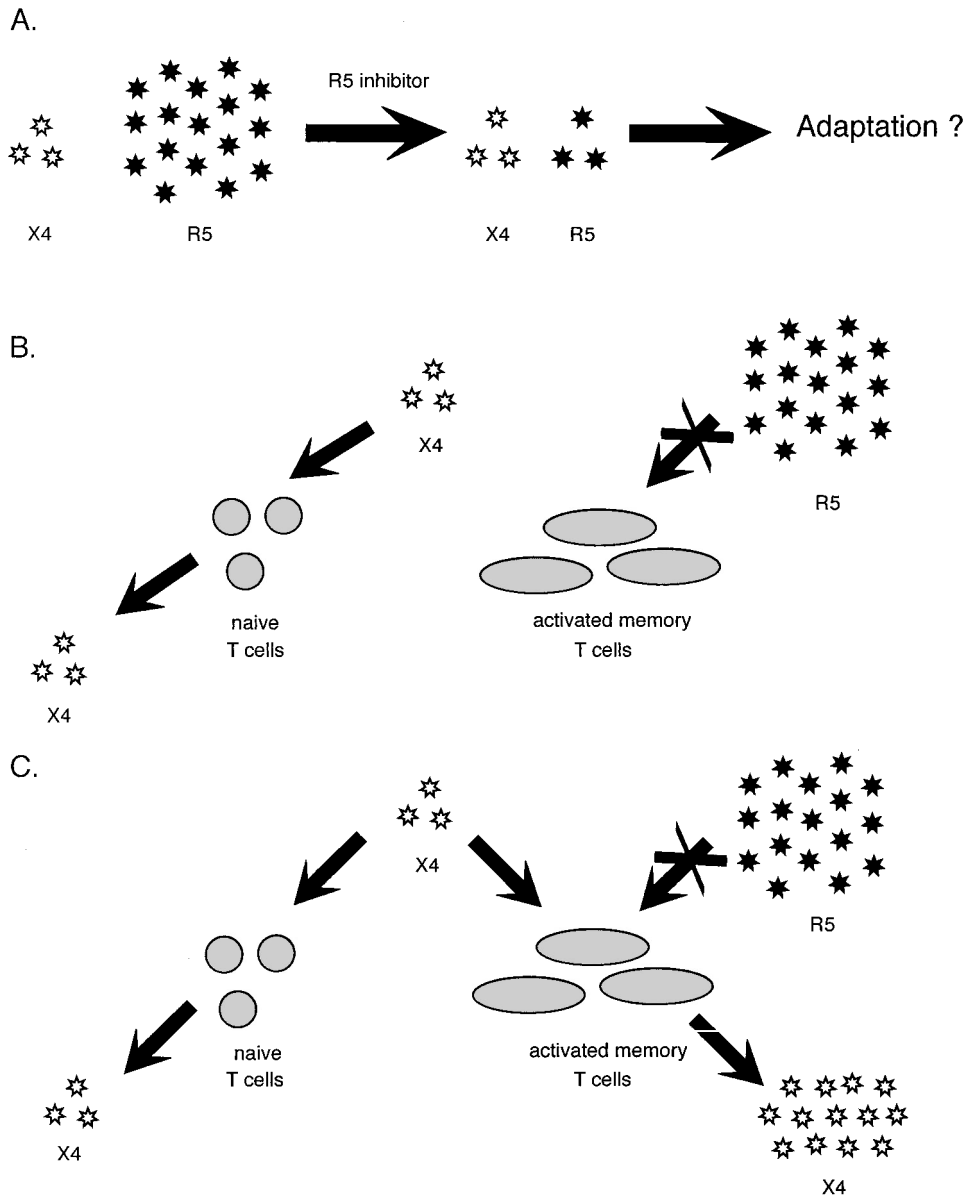 A.
R5 inhibitor
Adaptation ?
X4
R5
X4
R5
B.
X4
R5
naive
T cells
activated memory
T cells
X4
C.
X4
R5
naive
T cells
activated memory
T cells
X4
X4